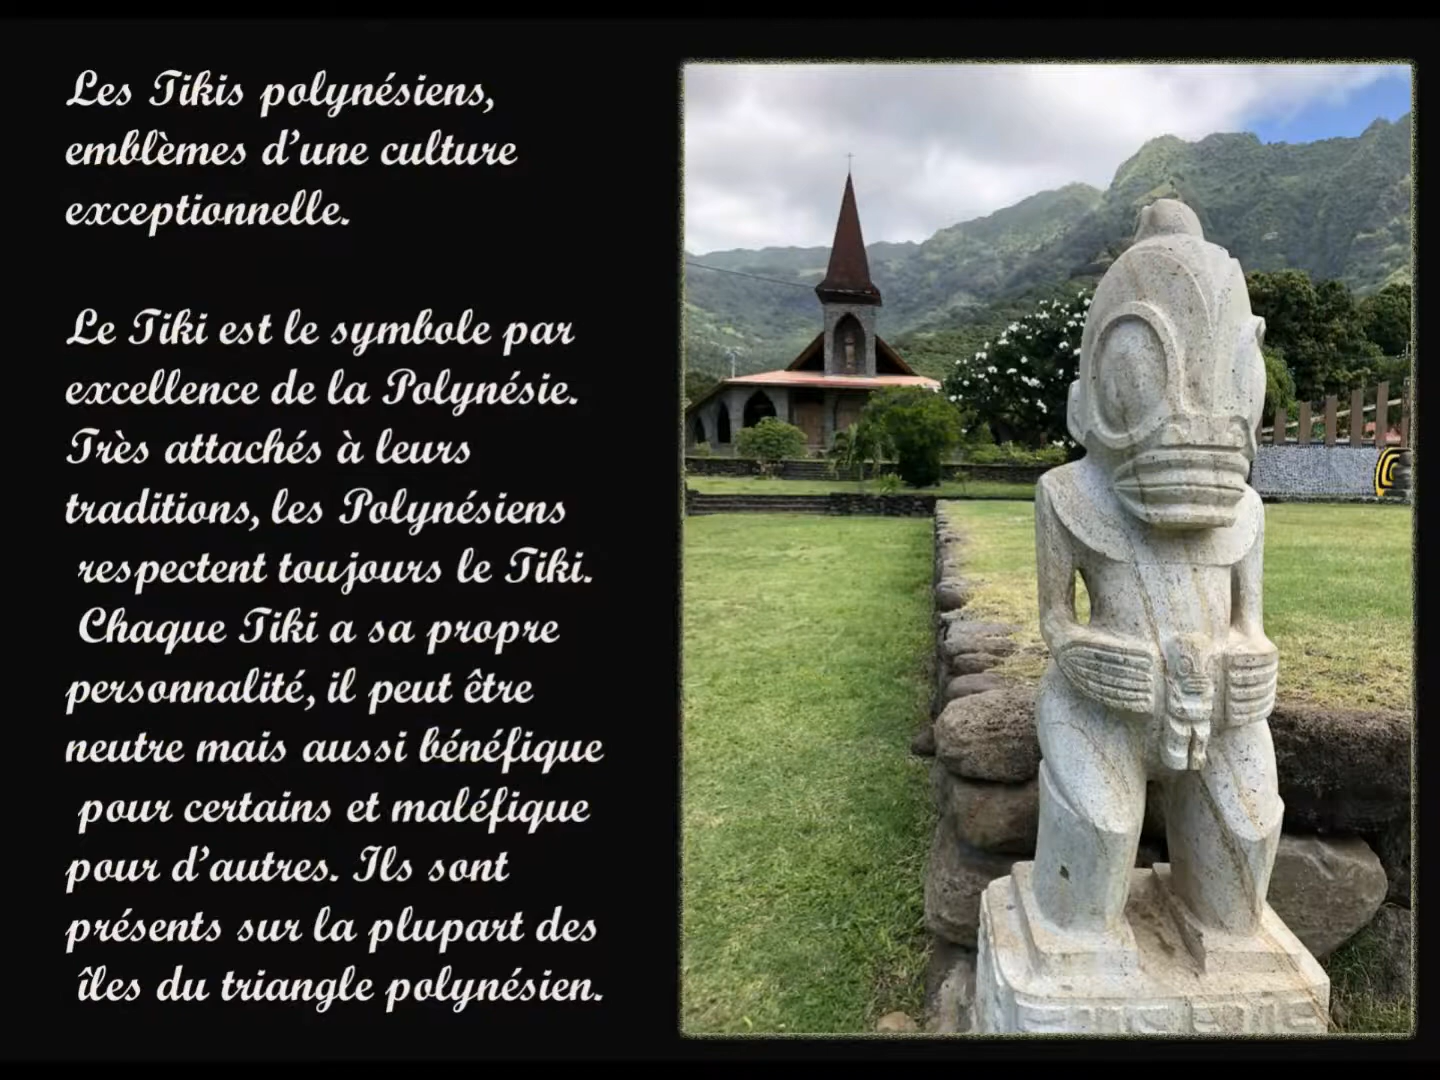 Les Tikis polynésiens,
emblèmes d’une culture
exceptionnelle.
Le Tiki est le symbole par
excellence de la Polynésie.
Très attachés à leurs
traditions, les Polynésiens
respectent toujours le Tiki.
Chaque Tiki a sa propre
personnalité, il peut être
neutre mais aussi bénéfique
pour certains et maléfique
pour d’autres. Ils sont
présents sur la plupart des
îles du triangle polynésien.